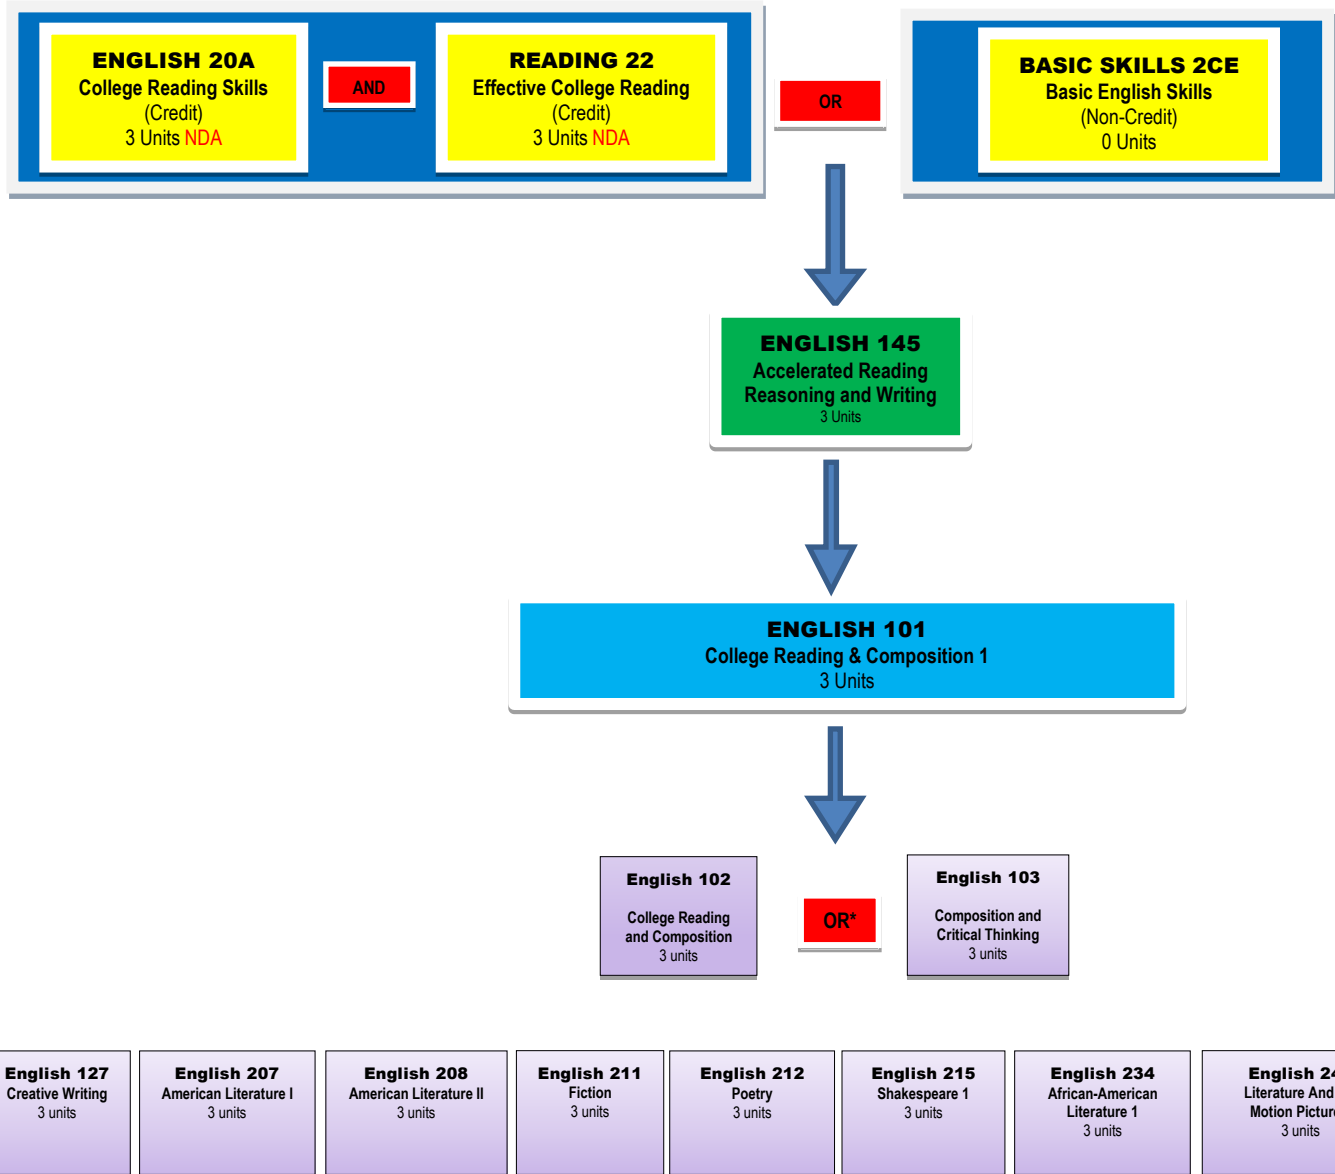 ENGLISH 20A
College Reading Skills
(Credit)
3 Units NDA
AND
READING 22
Effective College Reading
(Credit)
3 Units NDA
OR
BASIC SKILLS 2CE
Basic English Skills
(Non-Credit)
0 Units
ENGLISH 145
Accelerated Reading
Reasoning and Writing
3 Units
ENGLISH 101
College Reading & Composition 1
3 Units
English 102
College Reading
and Composition
3 units
OR*
English 103
Composition and
Critical Thinking
3 units
English 127
Creative Writing
3 units
English 207
American Literature I
3 units
English 208
American Literature II
3 units
English 211
Fiction
3 units
English 212
Poetry
3 units
English 215
Shakespeare 1
3 units
English 234
African-American
Literature 1
3 units
English
Literature And
Motion
3 units